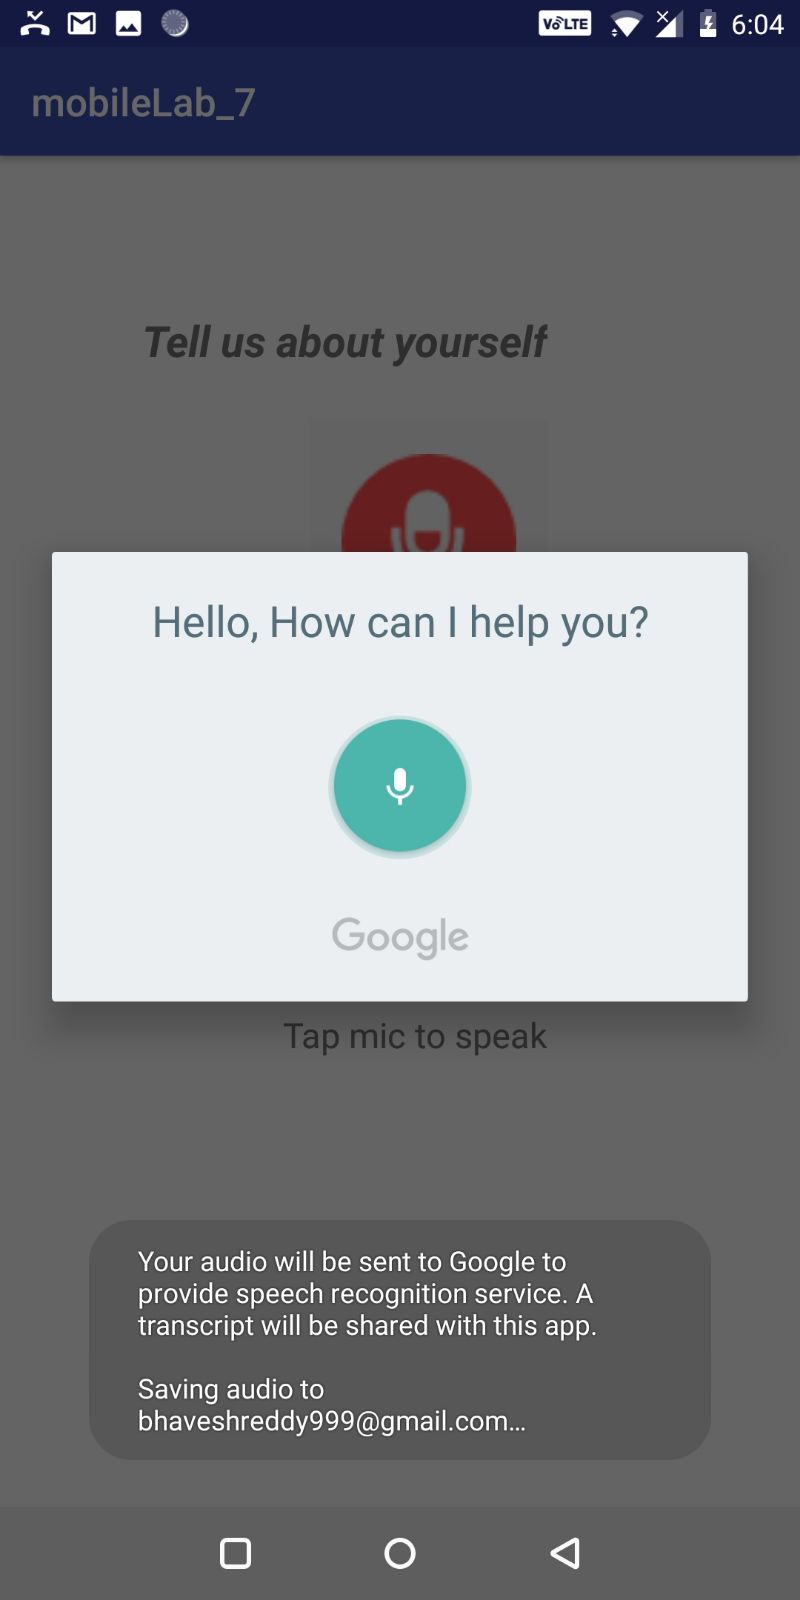 VoLTE 6:04
mobileLab_7
Tell us about yourself
Hello, How can I help you?
Google
Tap mic to speak
Your audio will be sent to Google to
provide speech recognition service. A
transcript will be shared with this app.
Saving audio to
bhaveshreddy999@gmail.com...